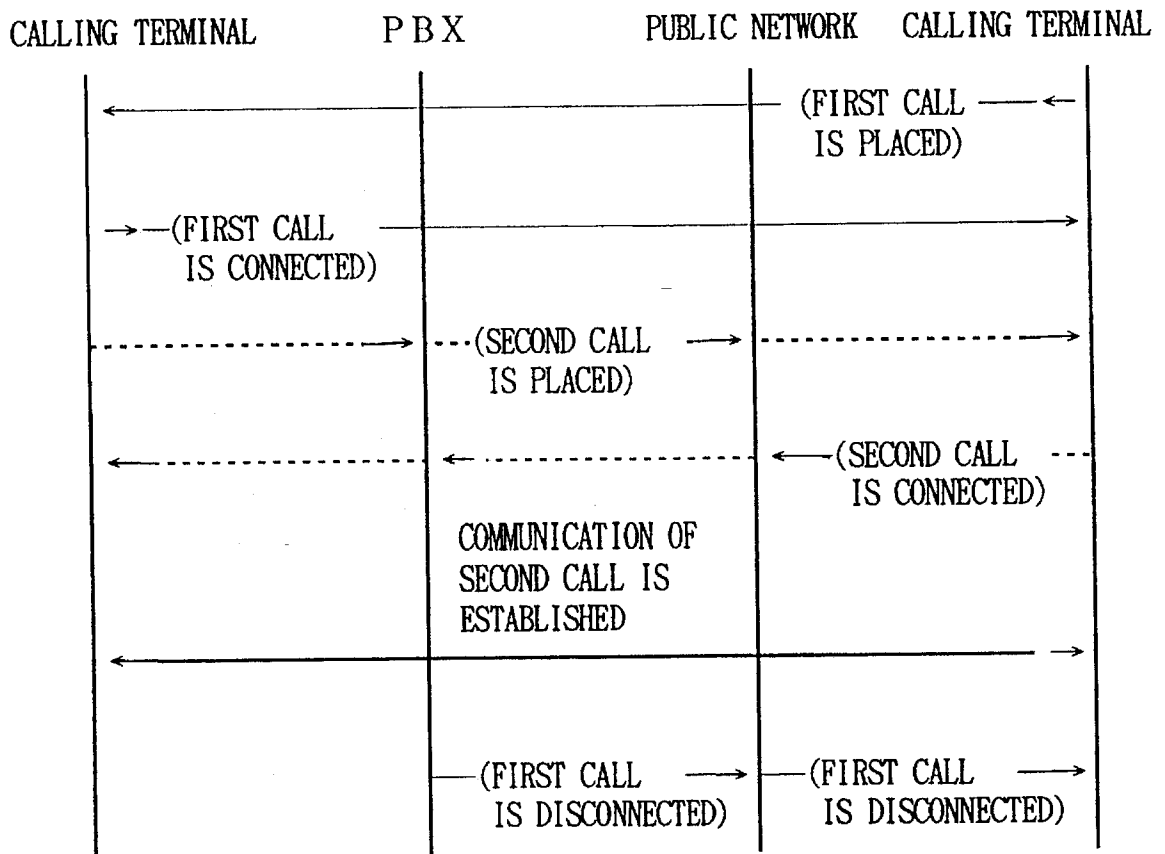 CALLING TERMINAL PBX PUBLIC NETWORK CALLING TERMINAL
(FIRST CALL
IS PLACED)
(FIRST CALL
IS CONNECTED)
(SECOND CALL
IS PLACED)
(SECOND CALL
IS CONNECTED)
COMMUNICATION OF
SECOND CALL IS
ESTABLISHED
(FIRST CALL
IS DISCONNECTED)
(FIRST CALL
IS DISCONNECTED)